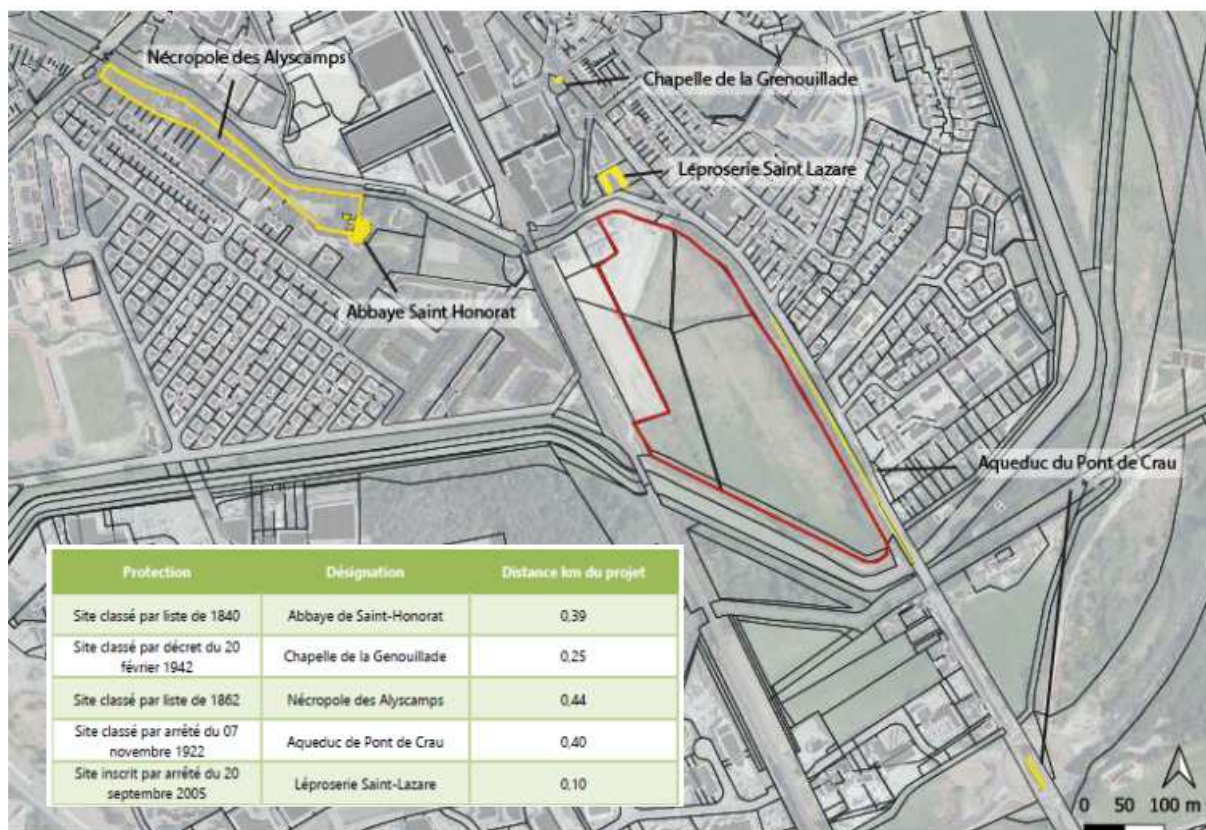 Nécropole des Alyscamps
Chapelle de la Grenouillade
Léproserie Saint Lazare
Abbaye Saint Honorat
Aqueduc du Pont de Crau
Protection Désignation Distance km du projet
Site classé par liste de 1840 Abbaye de Saint-Honorat 0,39
Site classé par décret du 20
février 1942 Chapelle de la Genouillade 0,25
Site classé par liste de 1862 Nécropole des Alyscamps 0,44
Site classé par arrêté du 07
novembre 1922 Aqueduc de Pont de Crau 0,40
Site inscrit par arrêté du 20
septembre 2005 Léproserie Saint-Lazare 0,10
0 50 100 m